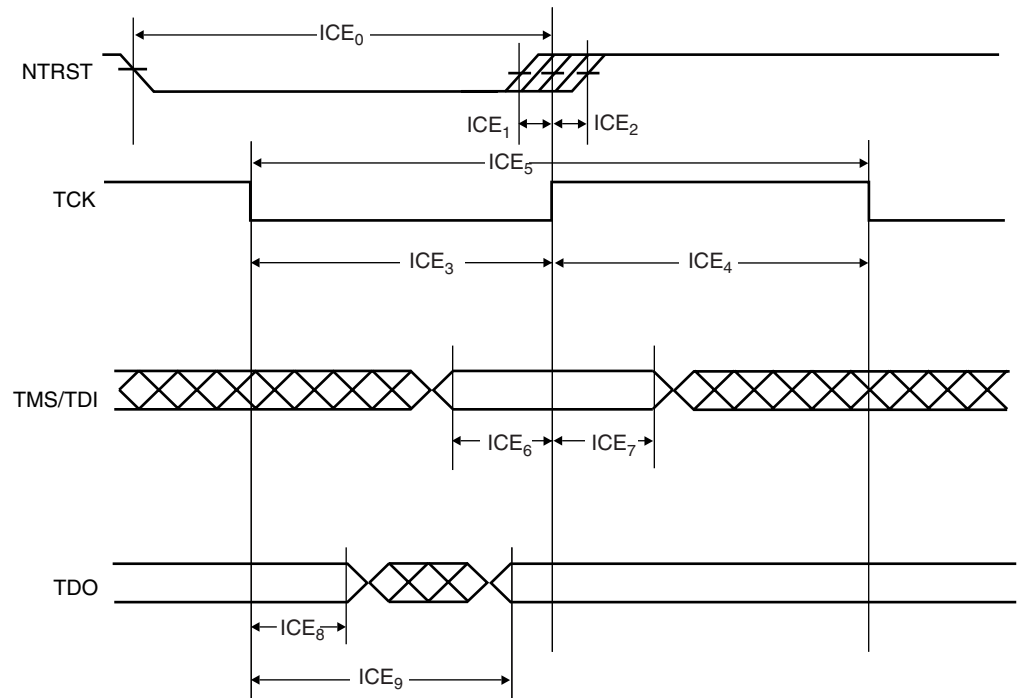 ICE0
NTRST
ICE1 ICE2
ICE5
TCK
ICE3 ICE4
TMS/TDI
ICE6 ICE7
TDO
ICE8
ICE9